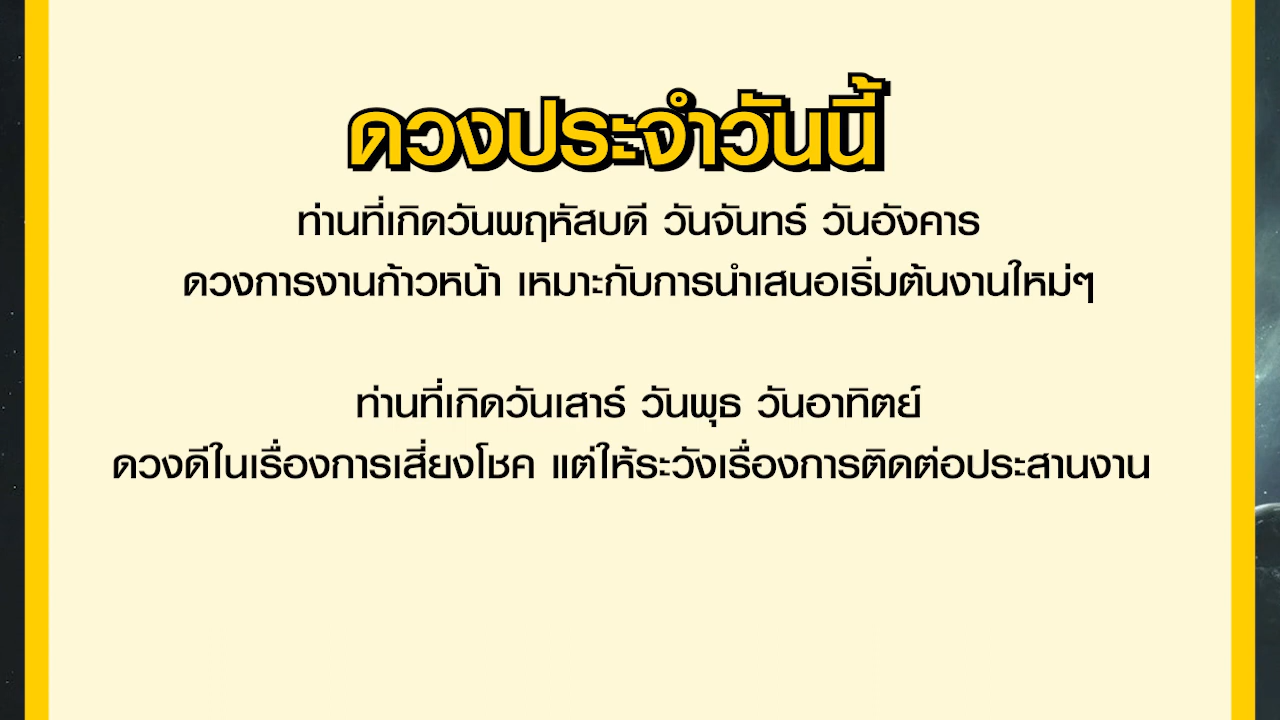 ดวงประจำวันนี้
ท่านที่เกิดวันพฤหัสบดี วันจันทร์ วันอังคาร
ดวงการงานก้าวหน้า เหมาะกับการนำเสนอเริ่มต้นงานใหม่ๆ
ท่านที่เกิดวันเสาร์ วันพุธ วันอาทิตย์
ดวงดีในเรื่องการเสี่ยงโชค แต่ให้ระวังเรื่องการติดต่อประสานงาน